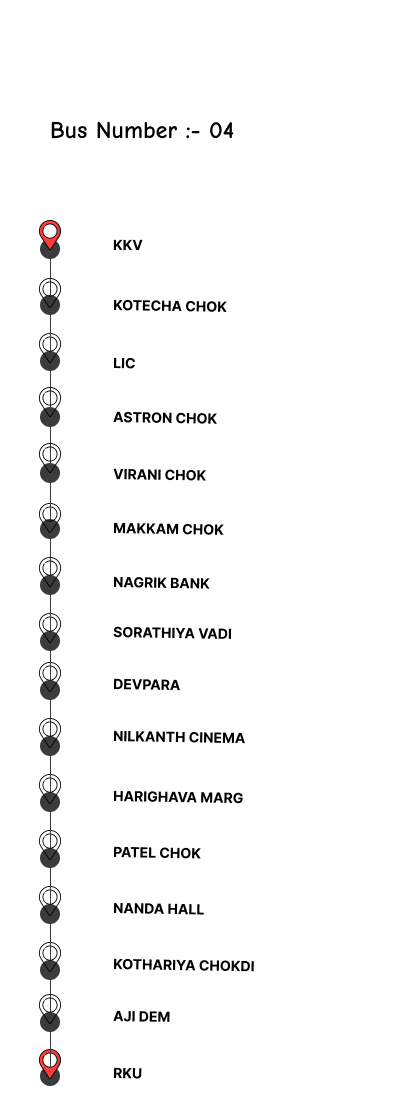 Bus Number :- 04
KKV
KOTECHA CHOK
LIC
ASTRON CHOK
VIRANI CHOK
MAKKAM CHOK
NAGRIK BANK
SORATHIYA VADI
DEVPARA
NILKANTH CINEMA
HARIGHAVA MARG
PATEL CHOK
NANDA HALL
KOTHARIYA CHOKDI
AJI DEM
RKU